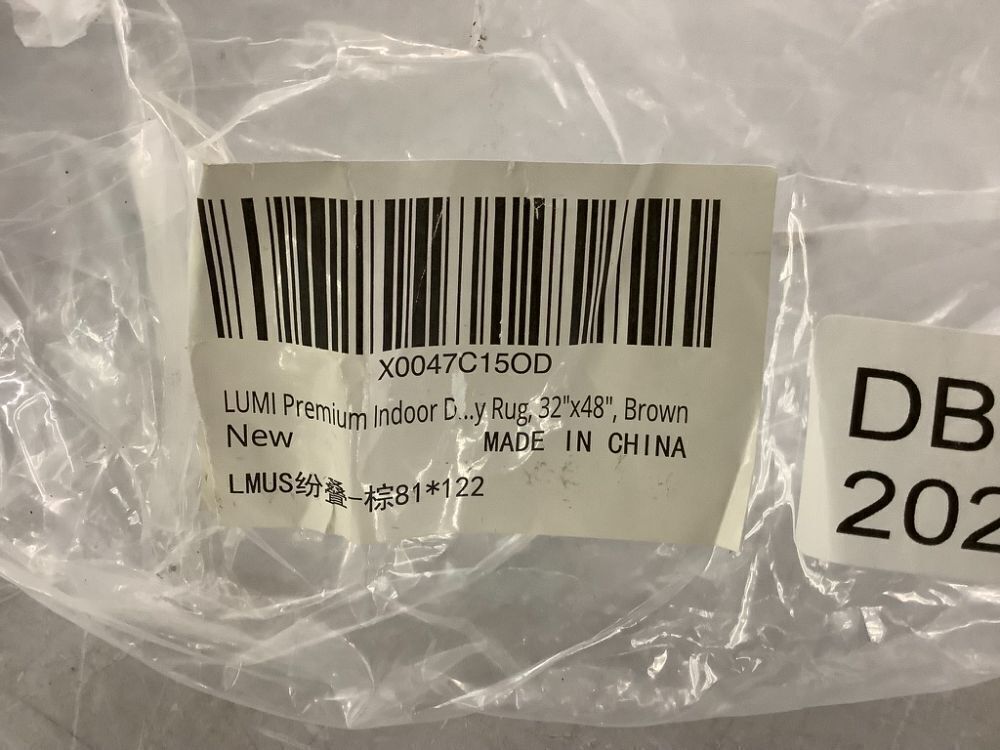 X0047C15OD
LUMI Premium Indoor D...y Rug, 32"x48", Brown
New MADE IN CHINA
LMUS纷叠-棕81*122
DB
202